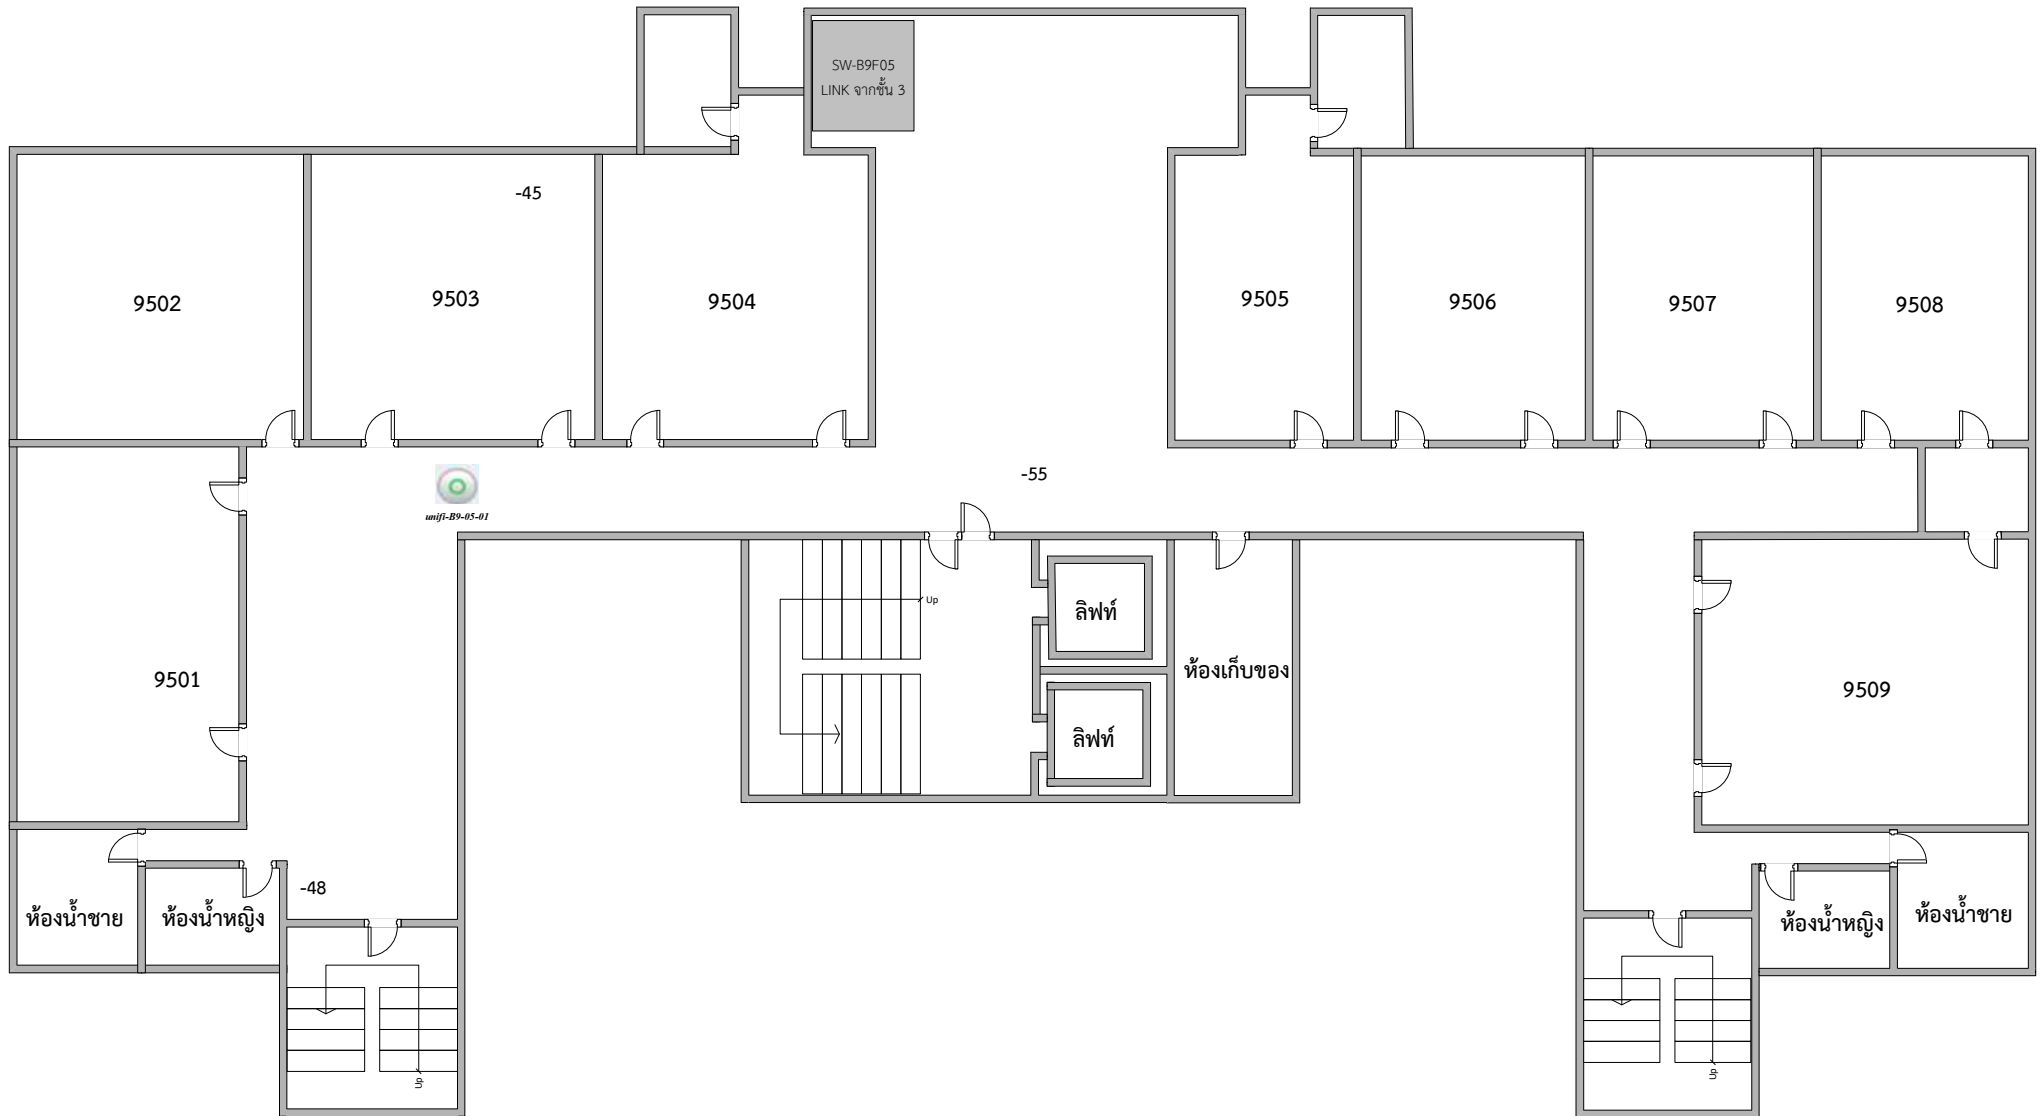 SW-B9F05
LINK จากชั้น 3
-45
9502
9503
9504
9505
9506
9507
9508
-55
unifi-B9-05-01
Up
ลิฟท์
ห้องเก็บของ
9501
9509
ลิฟท์
-48
ห้องน้ำชาย
ห้องน้ำหญิง
ห้องน้ำหญิง
ห้องน้ำชาย
Up
Up